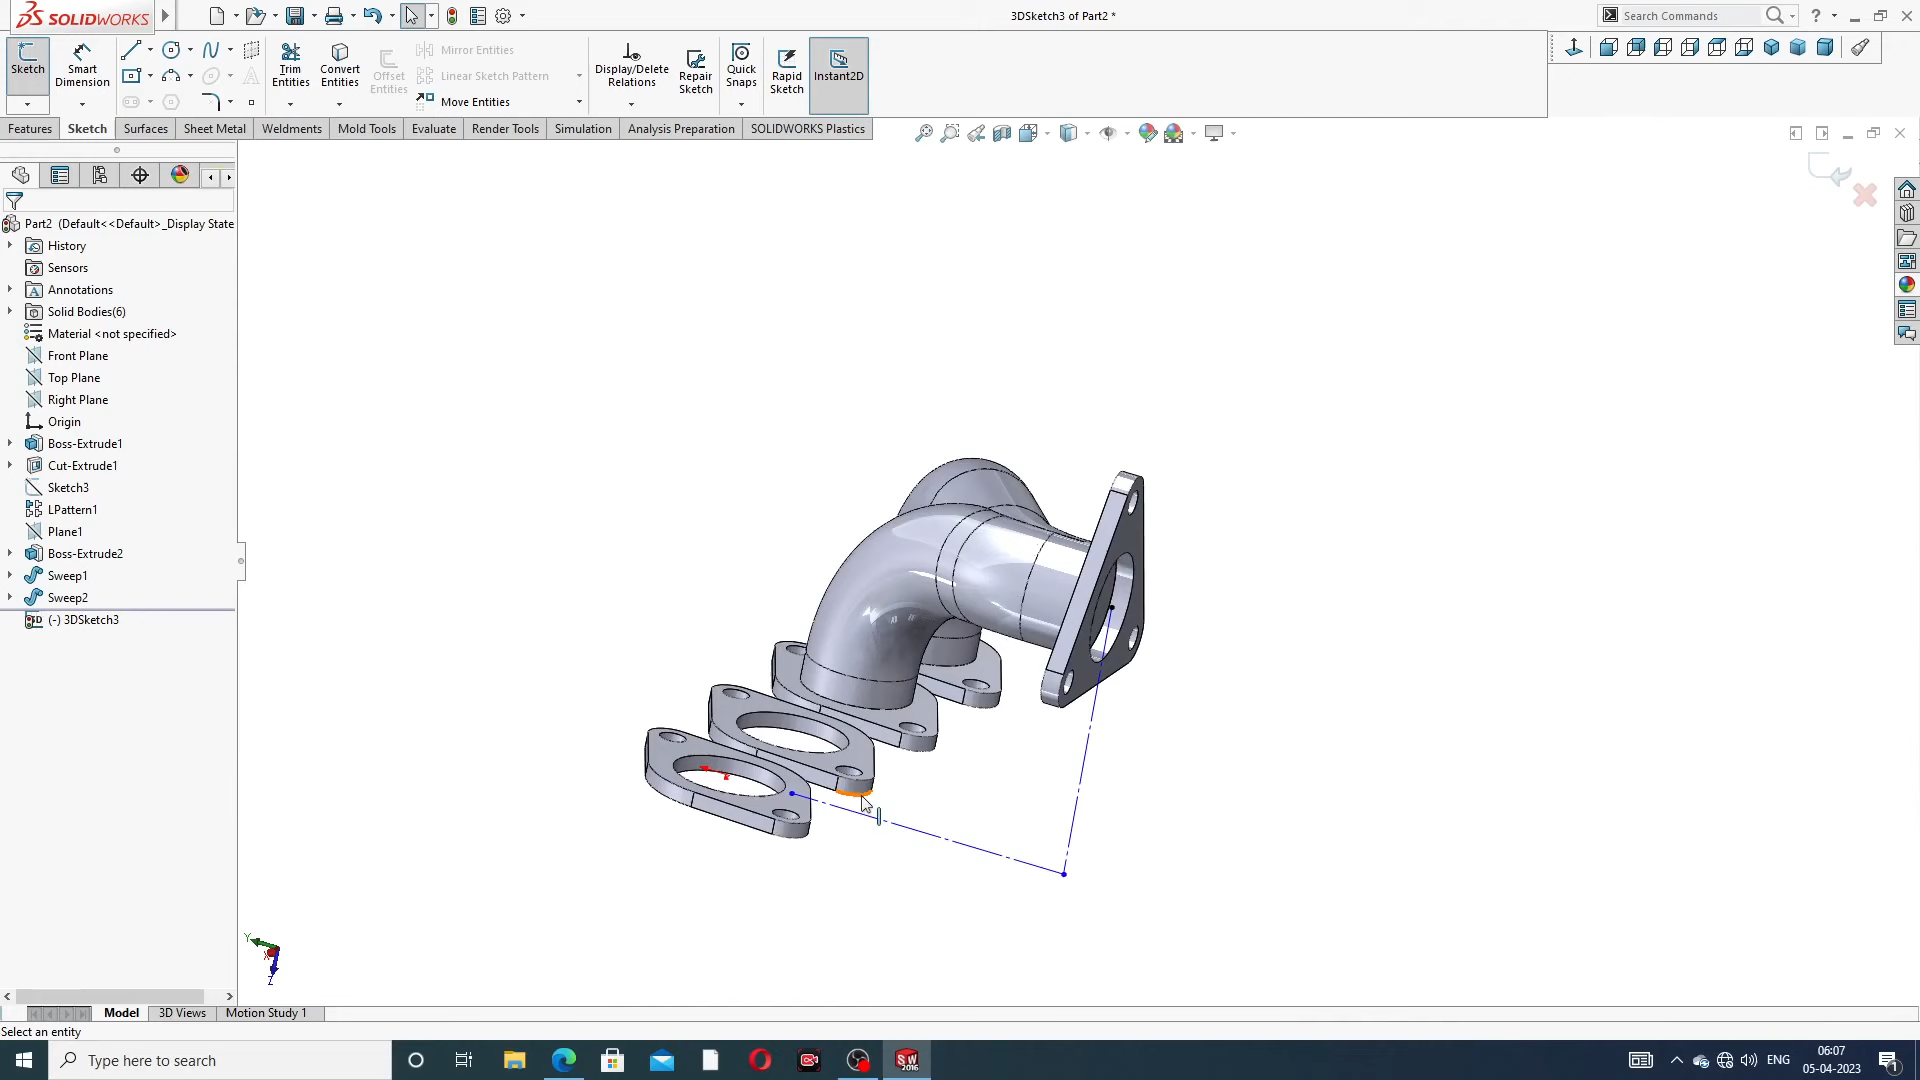 SOLIDWORKS
3DSketch3 of Part2 *
Search Commands
Sketch
Smart Dimension
Trim Entities
Convert Entities
Offset Entities
Mirror Entities
Linear Sketch Pattern
Move Entities
Display/Delete Relations
Repair Sketch
Quick Snaps
Rapid Sketch
Instant2D
Features
Sketch
Surfaces
Sheet Metal
Weldments
Mold Tools
Evaluate
Render Tools
Simulation
Analysis Preparation
SOLIDWORKS Plastics
Part2 (Default<<Default>_Display State
History
Sensors
Annotations
Solid Bodies(6)
Material <not specified>
Front Plane
Top Plane
Right Plane
Origin
Boss-Extrude1
Cut-Extrude1
Sketch3
LPattern1
Plane1
Boss-Extrude2
Sweep1
Sweep2
3D (-) 3DSketch3
Y
X
Z
Model
3D Views
Motion Study 1
Select an entity
Type here to search
SW
2016
ENG
06:07
05-04-2023
1